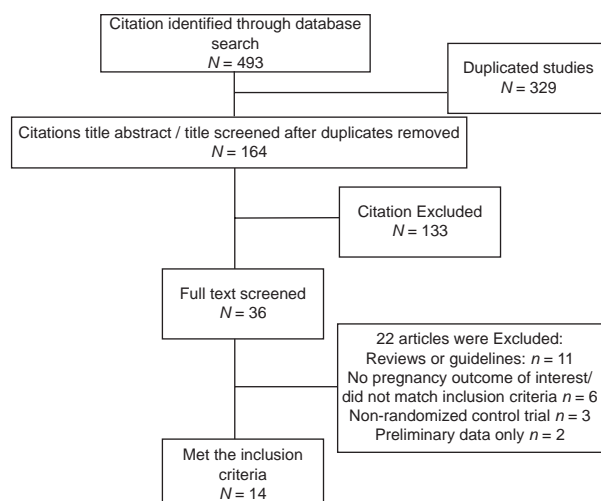 Citation identified through database
search
N = 493
Duplicated studies
N = 329
Citations title abstract / title screened after duplicates removed
N = 164
Citation Excluded
N = 133
Full text screened
N = 36
22 articles were Excluded:
Reviews or guidelines: n = 11
No pregnancy outcome of interest/
did not match inclusion criteria n = 6
Non-randomized control trial n = 3
Preliminary data only n = 2
Met the inclusion
criteria
N = 14